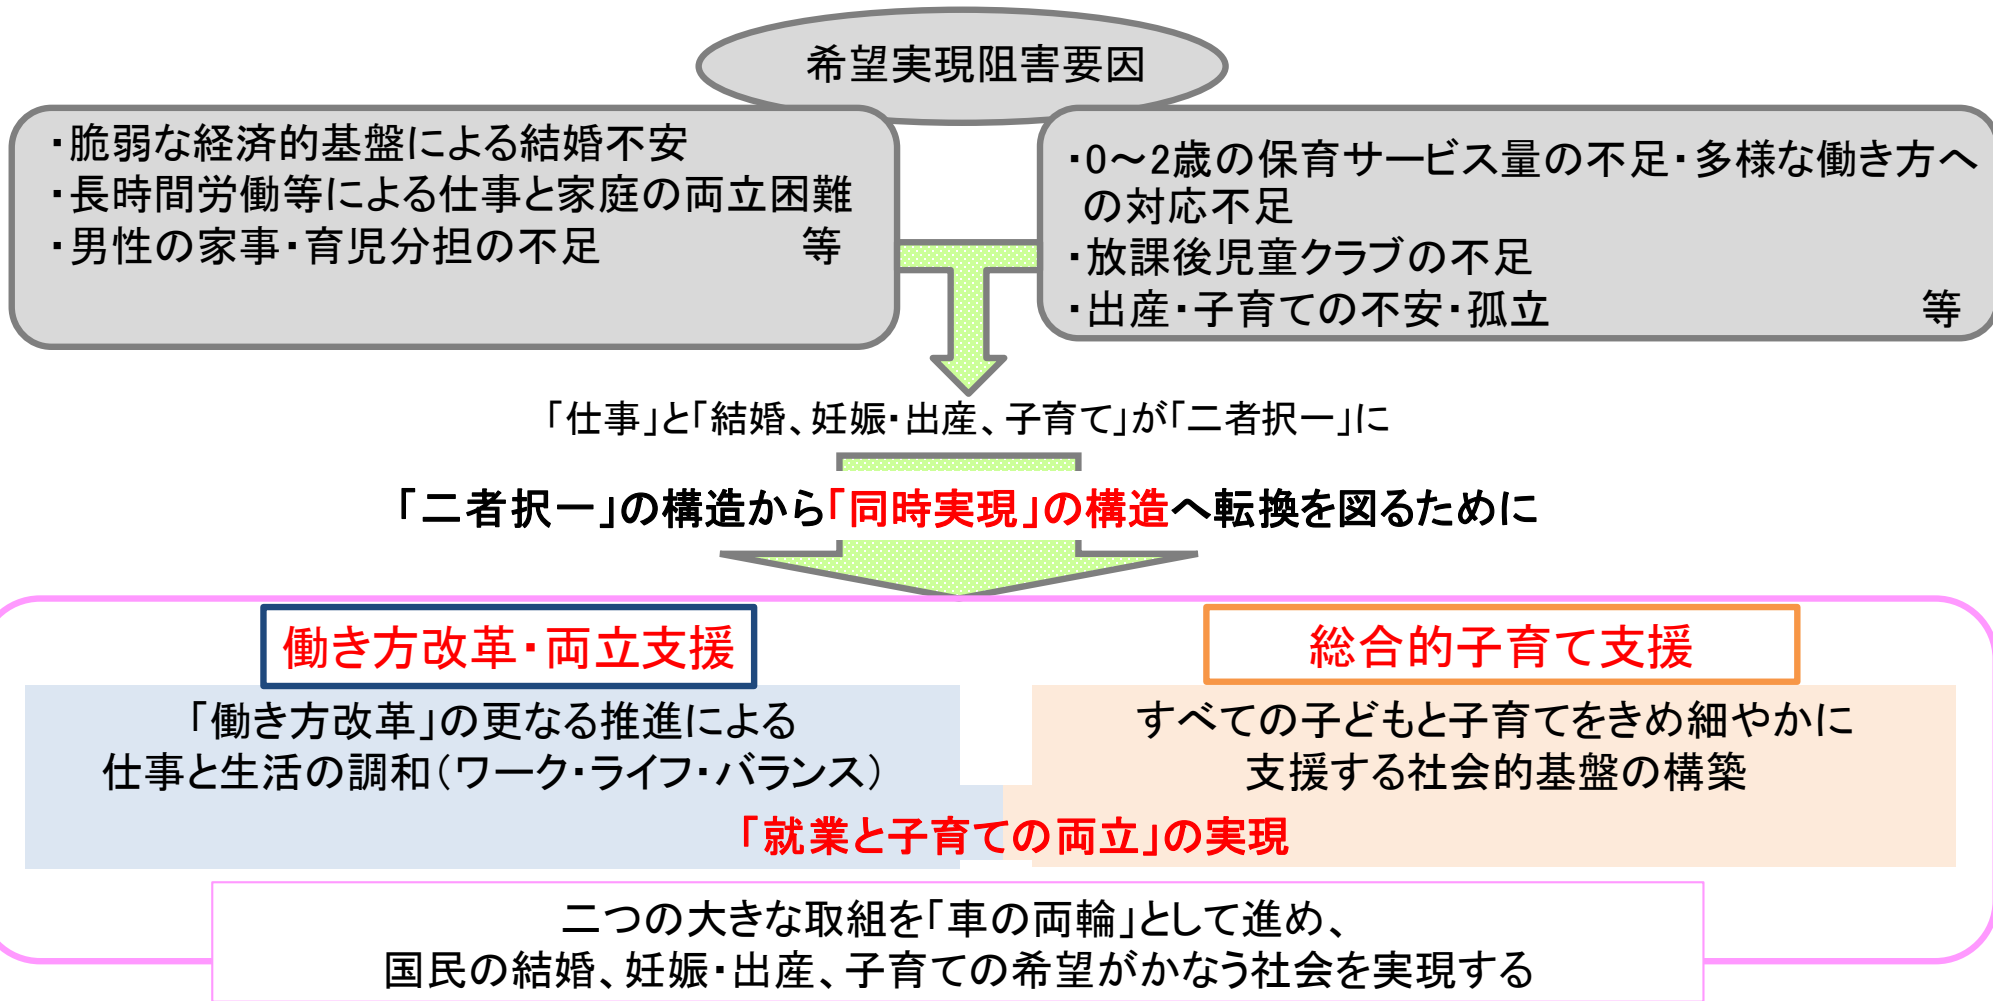 希望実現阻害要因
・脆弱な経済的基盤による結婚不安
・長時間労働等による仕事と家庭の両立困難
・男性の家事・育児分担の不足 等
・0～2歳の保育サービス量の不足・多様な働き方へ
の対応不足
・放課後児童クラブの不足
・出産・子育ての不安・孤立 等
「仕事」と「結婚、妊娠・出産、子育て」が「二者択一」に
「二者択一」の構造から「同時実現」の構造へ転換を図るために
働き方改革・両立支援
「働き方改革」の更なる推進による
仕事と生活の調和（ワーク・ライフ・バランス）
総合的子育て支援
すべての子どもと子育てをきめ細やかに
支援する社会的基盤の構築
「就業と子育ての両立」の実現
二つの大きな取組を「車の両輪」として進め、
国民の結婚、妊娠・出産、子育ての希望がかなう社会を実現する